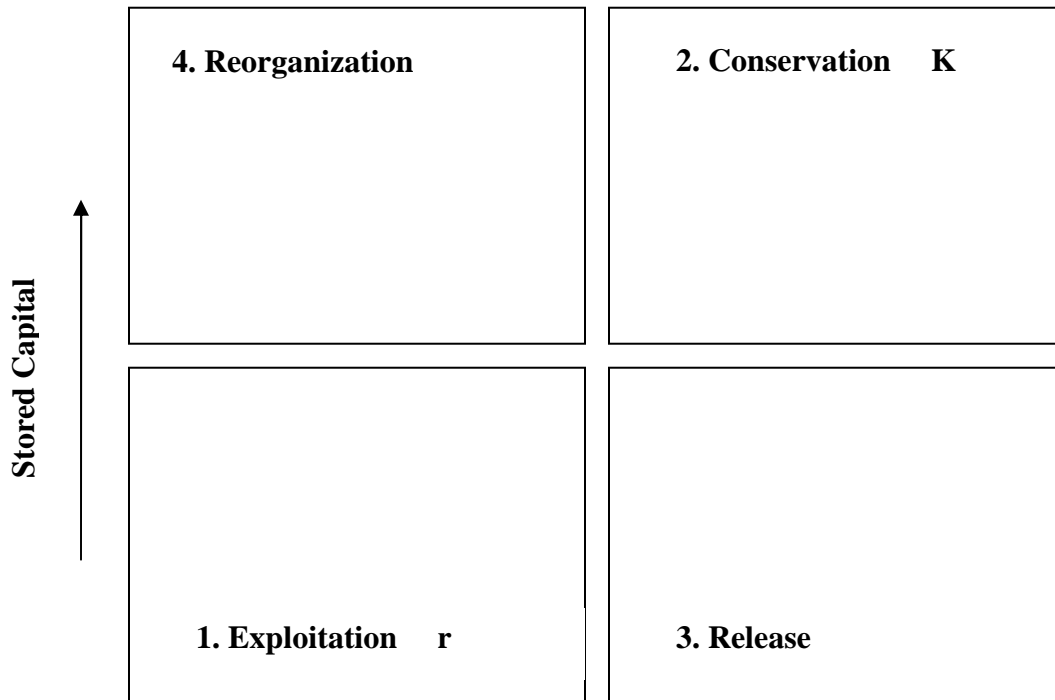 4. Reorganization
2. Conservation K
Stored Capital
1. Exploitation r
3. Release